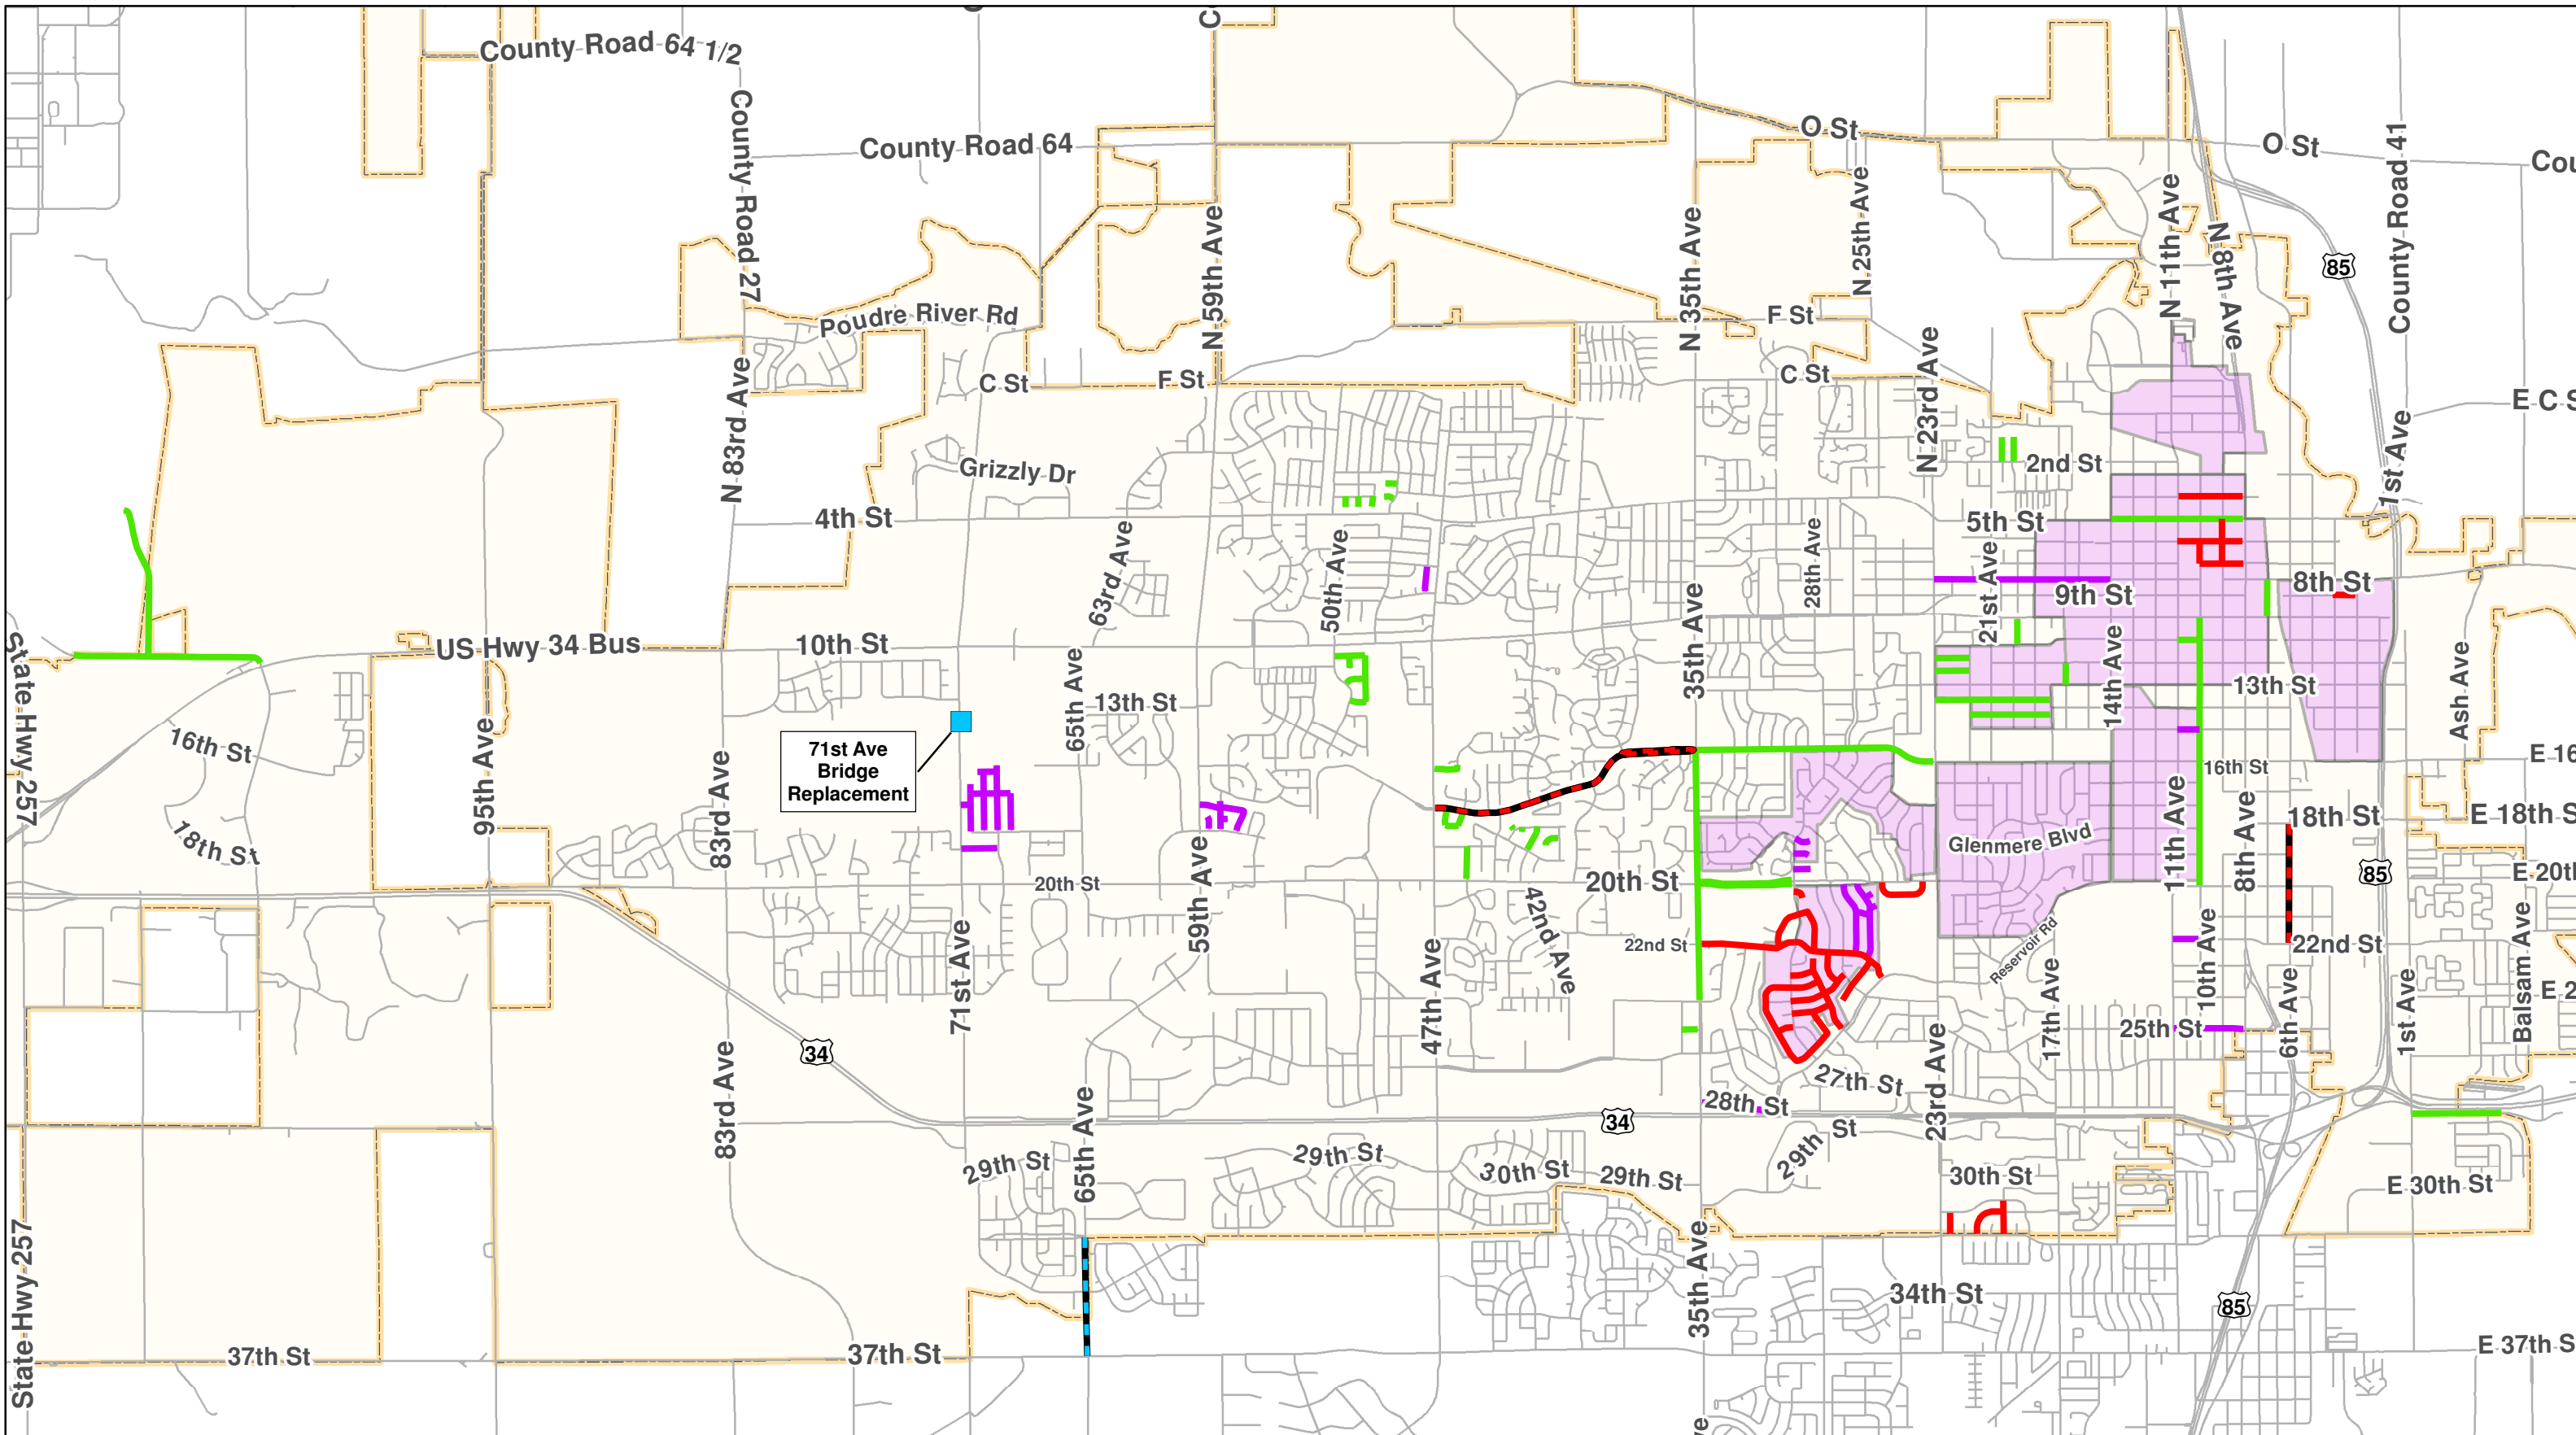 County Road 64 1/2
O St
O St
County Road 64
County Road 27
County Road 41
N 59th Ave
N 35th Ave
N 25th Ave
N 11th Ave
N 8th Ave
85
Poudre River Rd
F St
C St
F St
C St
N 83rd Ave
N 23rd Ave
E C S
Grizzly Dr
2nd St
1st Ave
4th St
5th St
63rd Ave
50th Ave
28th Ave
21st Ave
8th St
9th St
US Hwy 34 Bus
10th St
35th Ave
14th Ave
State Hwy 257
65th Ave
13th St
13th St
Ash Ave
16th St
95th Ave
83rd Ave
71st Ave
Bridge
Replacement
16th St
E 16
18th St
59th Ave
11th Ave
8th Ave
18th St
E 18th S
Glenmere Blvd
20th St
20th St
85
E 20th
71st Ave
42nd Ave
47th Ave
22nd St
Reservoir Rd
22nd St
17th Ave
10th Ave
6th Ave
1st Ave
Balsam Ave
E 2
25th St
34
83rd Ave
27th St
28th St
23rd Ave
34
65th Ave
29th St
29th St
30th St
29th St
29th St
30th St
E 30th St
State Hwy 257
35th Ave
34th St
85
37th St
37th St
E 37th S